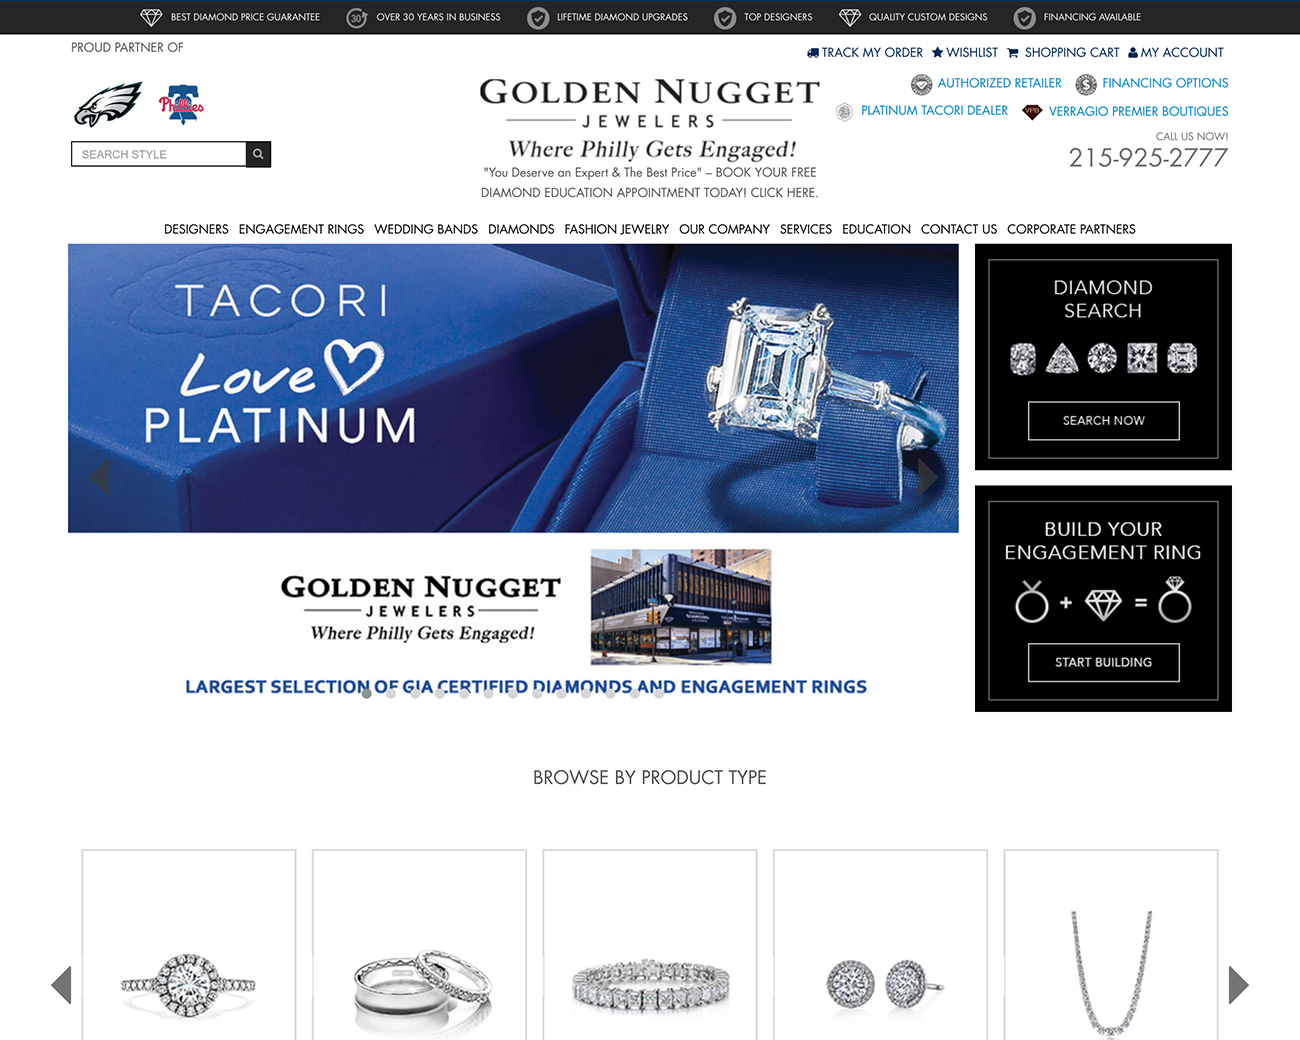 BEST DIAMOND PRICE GUARANTEE
30
OVER 30 YEARS IN BUSINESS
LIFETIME DIAMOND UPGRADES
TOP DESIGNERS
QUALITY CUSTOM DESIGNS
FINANCING AVAILABLE
PROUD PARTNER OF
Phillies
SEARCH STYLE
GOLDEN NUGGET
JEWELERS
Where Philly Gets Engaged!
"You Deserve an Expert & The Best Price" – BOOK YOUR FREE
DIAMOND EDUCATION APPOINTMENT TODAY! CLICK HERE.
TRACK MY ORDER WISHLIST SHOPPING CART MY ACCOUNT
AUTHORIZED RETAILER $ FINANCING OPTIONS
PLATINUM TACORI DEALER VPB VERRAGIO PREMIER BOUTIQUES
CALL US NOW!
215-925-2777
DESIGNERS ENGAGEMENT RINGS WEDDING BANDS DIAMONDS FASHION JEWELRY OUR COMPANY SERVICES EDUCATION CONTACT US CORPORATE PARTNERS
TACORI
Love
PLATINUM
GOLDEN NUGGET
JEWELERS
Where Philly Gets Engaged!
LARGEST SELECTION OF GIA CERTIFIED DIAMONDS AND ENGAGEMENT RINGS
DIAMOND
SEARCH
SEARCH NOW
BUILD YOUR
ENGAGEMENT RING
+ =
START BUILDING
BROWSE BY PRODUCT TYPE